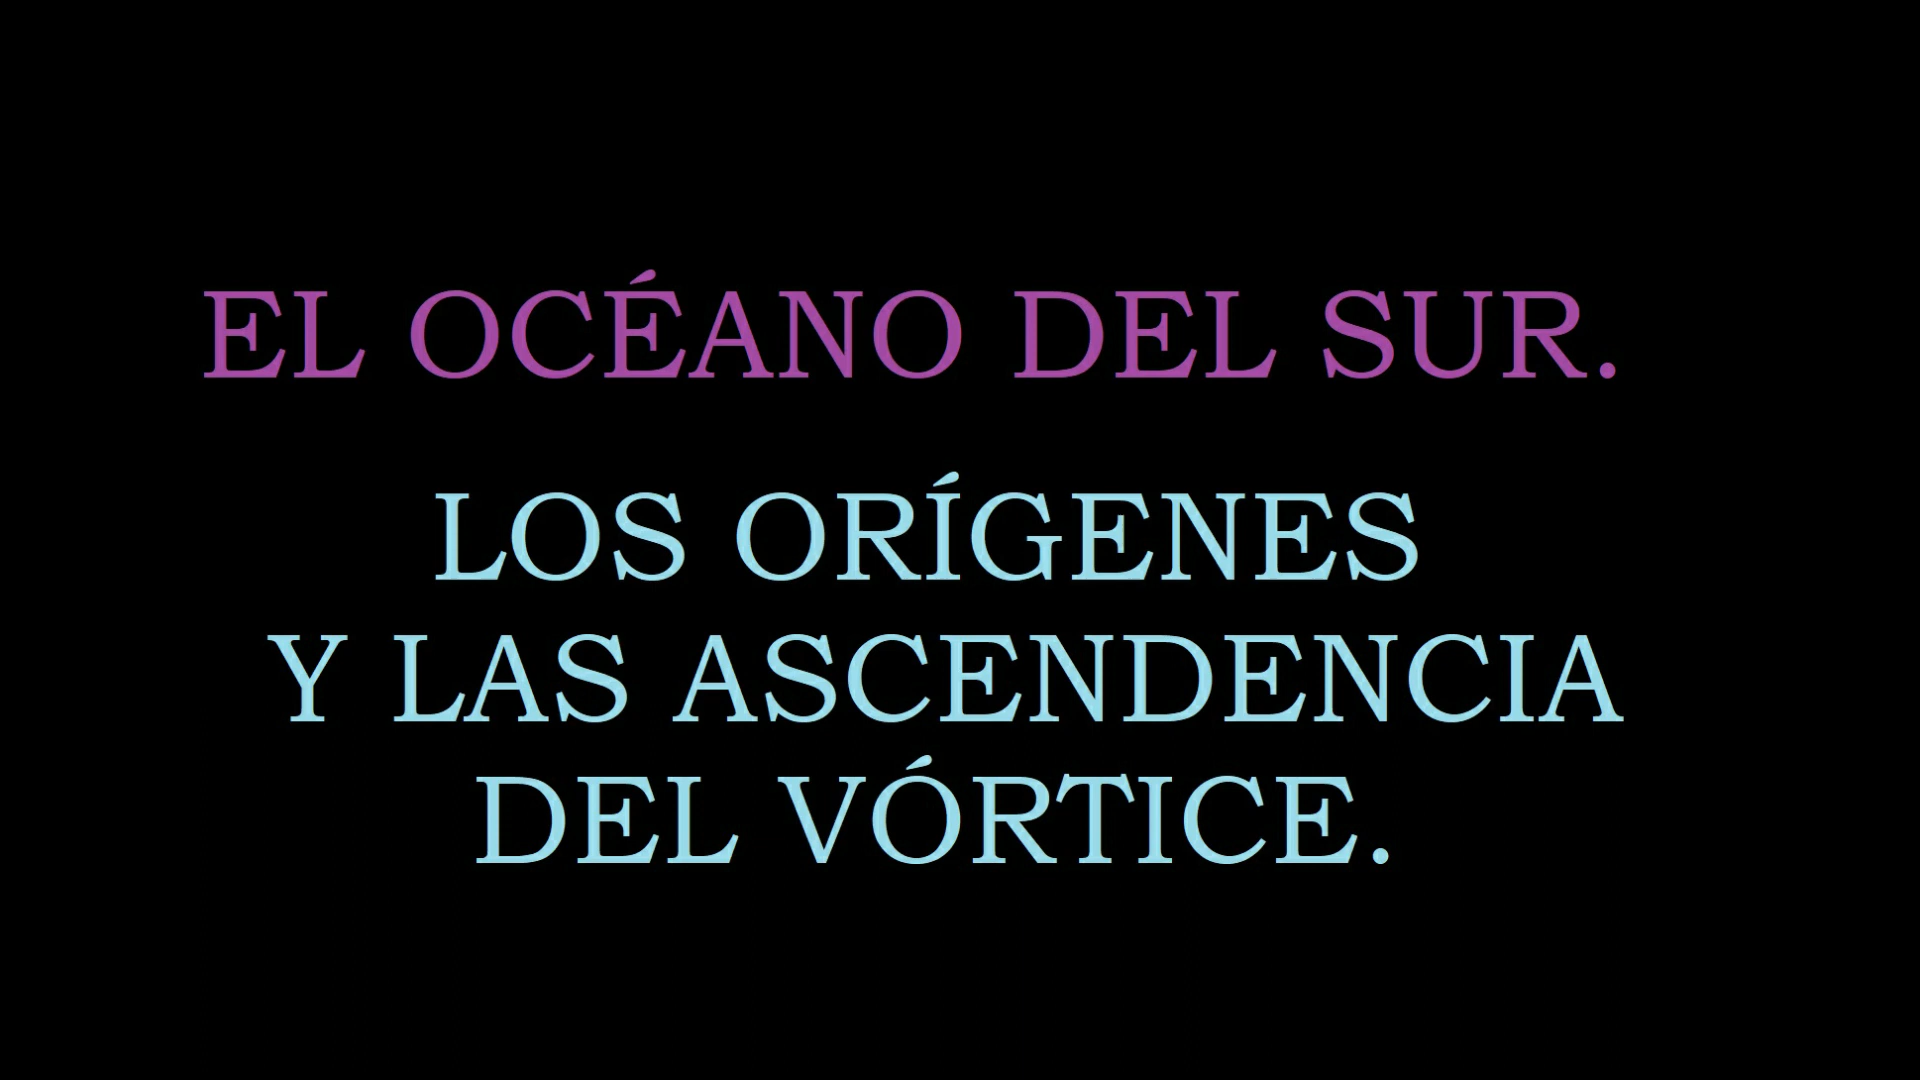 EL OCÉANO DEL SUR.
LOS ORÍGENES
Y LAS ASCENDENCIA
DEL VÓRTICE.